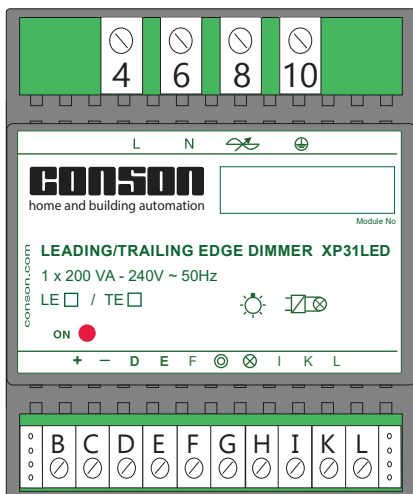 4 6 8 10
L N
conson
home and building automation
Module No
conson.com
LEADING/TRAILING EDGE DIMMER XP31LED
1 x 200 VA - 240V ~ 50Hz
LE / TE
ON
+ − D E F I K L
B C D E F G H I K L